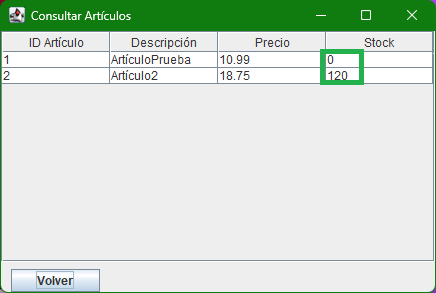 Consultar Artículos
ID Artículo Descripción Precio Stock
1 ArtículoPrueba 10.99 0
2 Artículo2 18.75 120
Volver